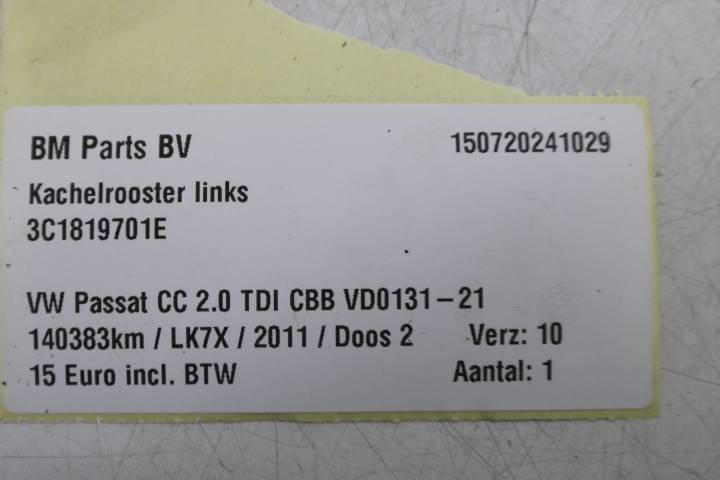 BM Parts BV 150720241029
Kachelrooster links
3C1819701E
VW Passat CC 2.0 TDI CBB VD0131-21
140383km / LK7X / 2011 / Doos 2 Verz: 10
15 Euro incl. BTW Aantal: 1